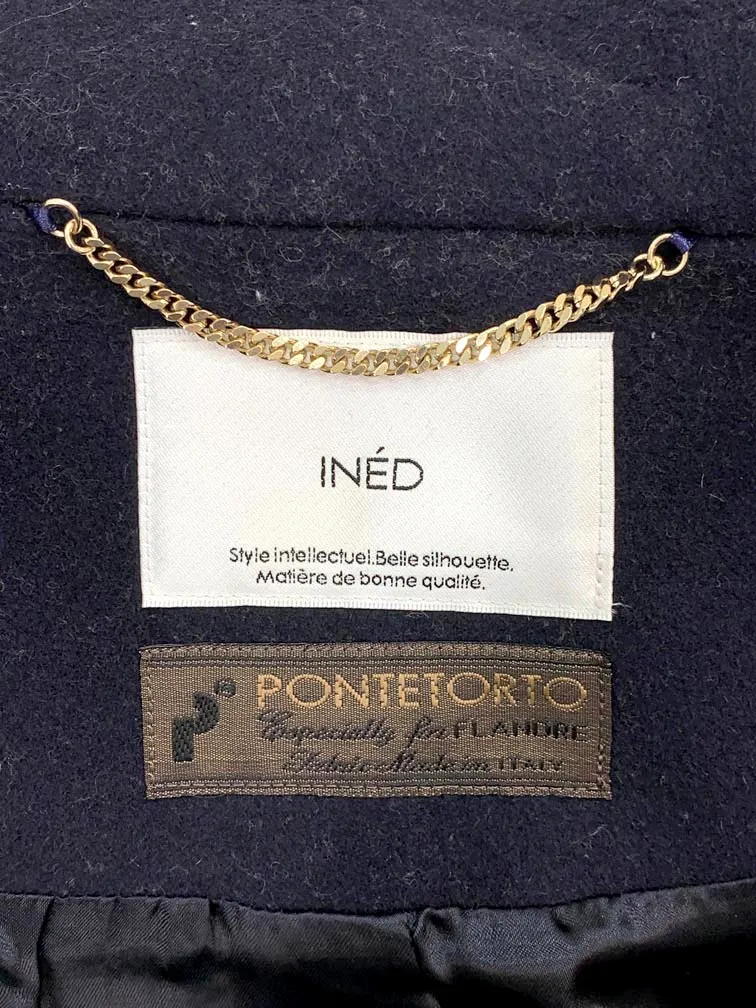 INÉD
Style intellectuel.Belle silhouette.
Matière de bonne qualité.
PONTETORTO
Especially for FLANDRE
Fabric Made in ITALY